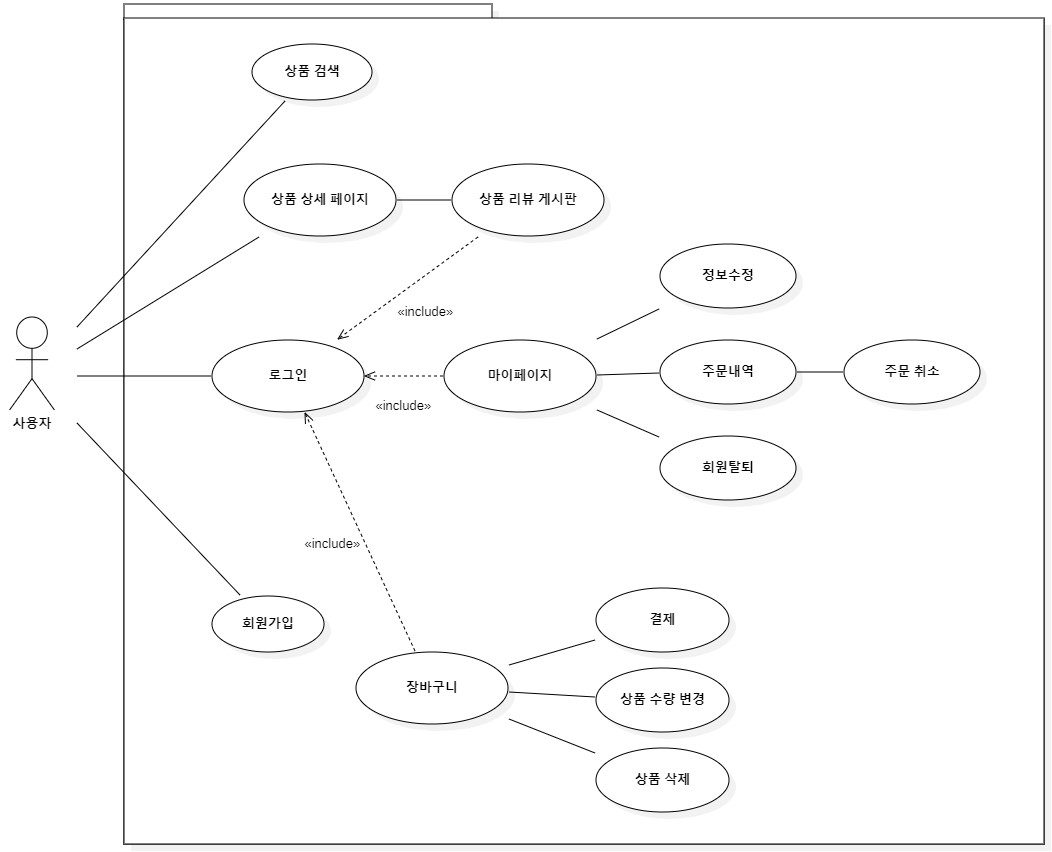 상품 검색
상품 상세 페이지
상품 리뷰 게시판
정보수정
«include»
사용자
로그인
마이페이지
주문내역
주문 취소
«include»
회원탈퇴
«include»
회원가입
결제
장바구니
상품 수량 변경
상품 삭제